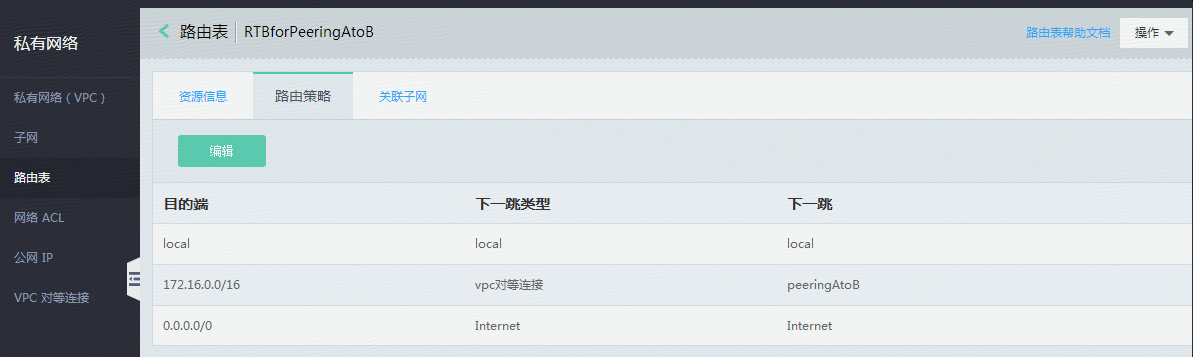 私有网络
私有网络（VPC）
子网
路由表
网络 ACL
公网 IP
VPC 对等连接
路由表 RTBforPeeringAtoB
路由表帮助文档 操作
资源信息 路由策略 关联子网
编辑
目的端 下一跳类型 下一跳
local local local
172.16.0.0/16 vpc对等连接 peeringAtoB
0.0.0.0/0 Internet Internet